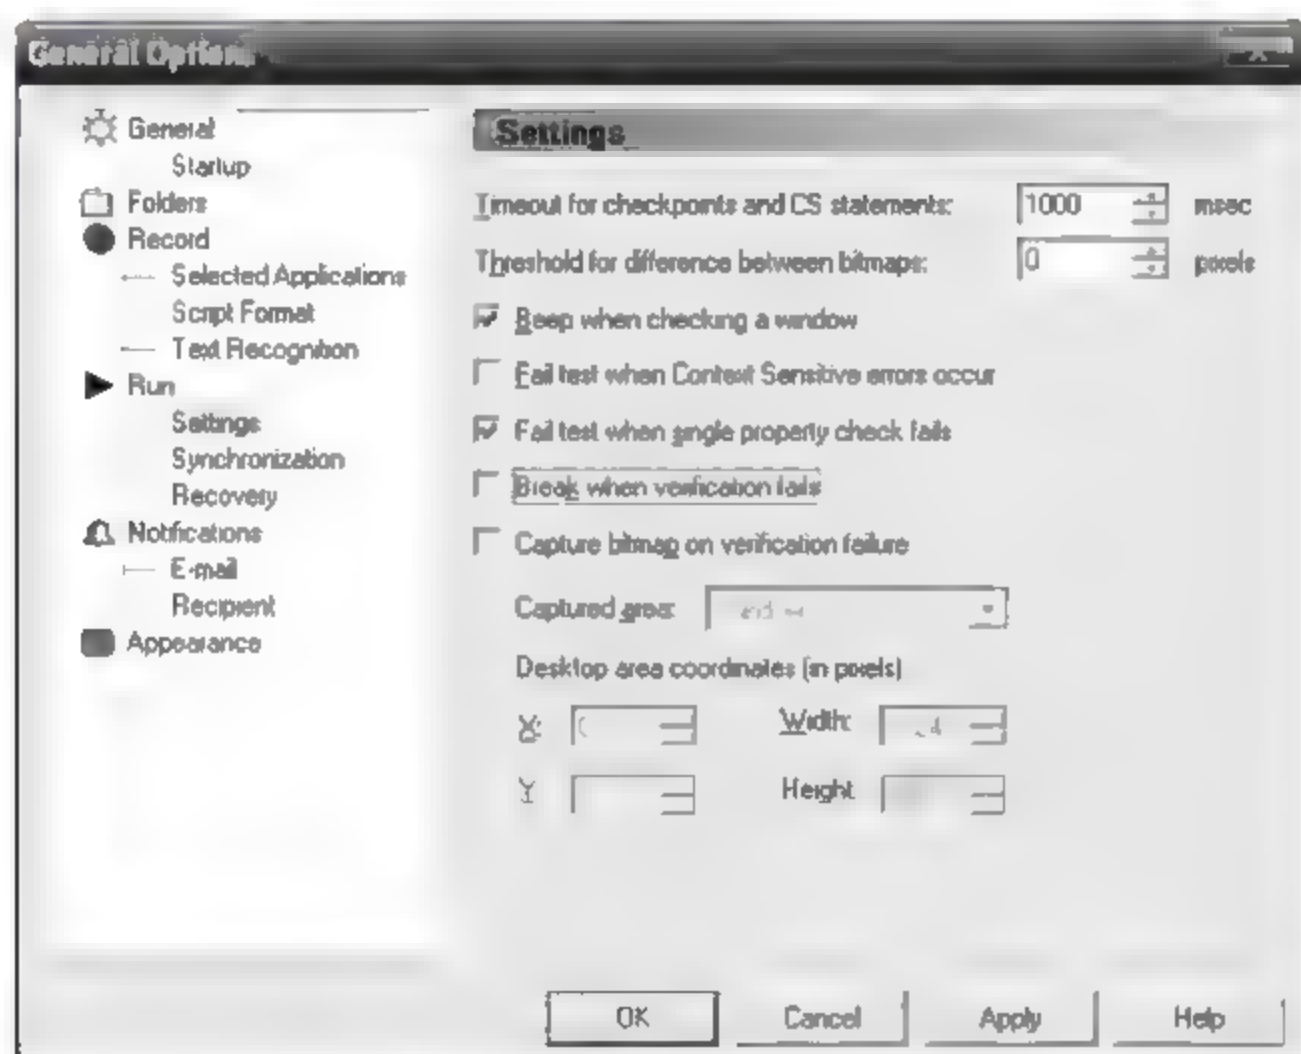 General Options
General
Startup
Folders
Record
Selected Applications
Script Format
Text Recognition
Run
Settings
Synchronization
Recovery
Notifications
E-mail
Recipient
Appearance
Settings
Timeout for checkpoints and CS statements: 1000 msec
Threshold for difference between bitmaps: 0 pixels
Beep when checking a window
Fail test when Context Sensitive errors occur
Fail test when single property check fails
Break when verification fails
Capture bitmap on verification failure
Captured area:
Desktop area coordinates (in pixels)
X: Width:
Y Height
OK Cancel Apply Help